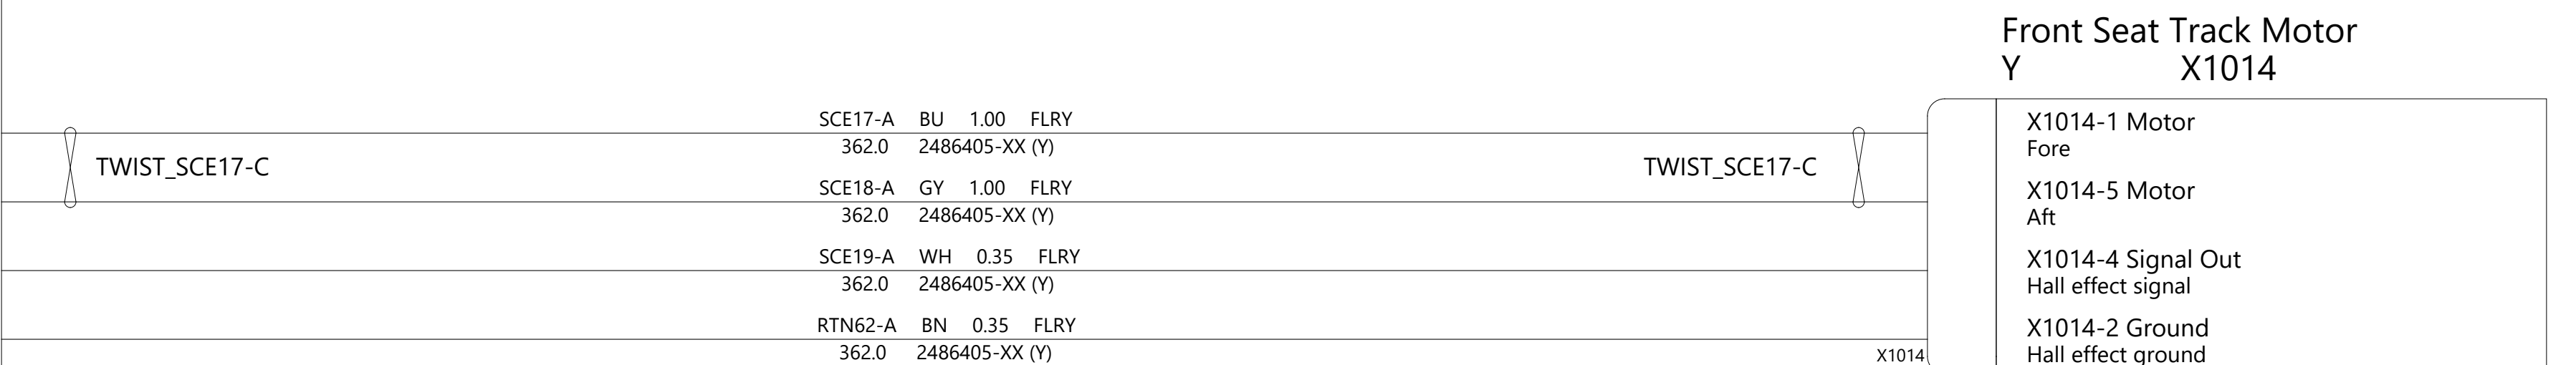 Front Seat Track Motor
Y X1014
SCE17-A BU 1.00 FLRY
362.0 2486405-XX (Y)
TWIST_SCE17-C
TWIST_SCE17-C
SCE18-A GY 1.00 FLRY
362.0 2486405-XX (Y)
SCE19-A WH 0.35 FLRY
362.0 2486405-XX (Y)
RTN62-A BN 0.35 FLRY
362.0 2486405-XX (Y)
X1014
X1014-1 Motor
Fore
X1014-5 Motor
Aft
X1014-4 Signal Out
Hall effect signal
X1014-2 Ground
Hall effect ground